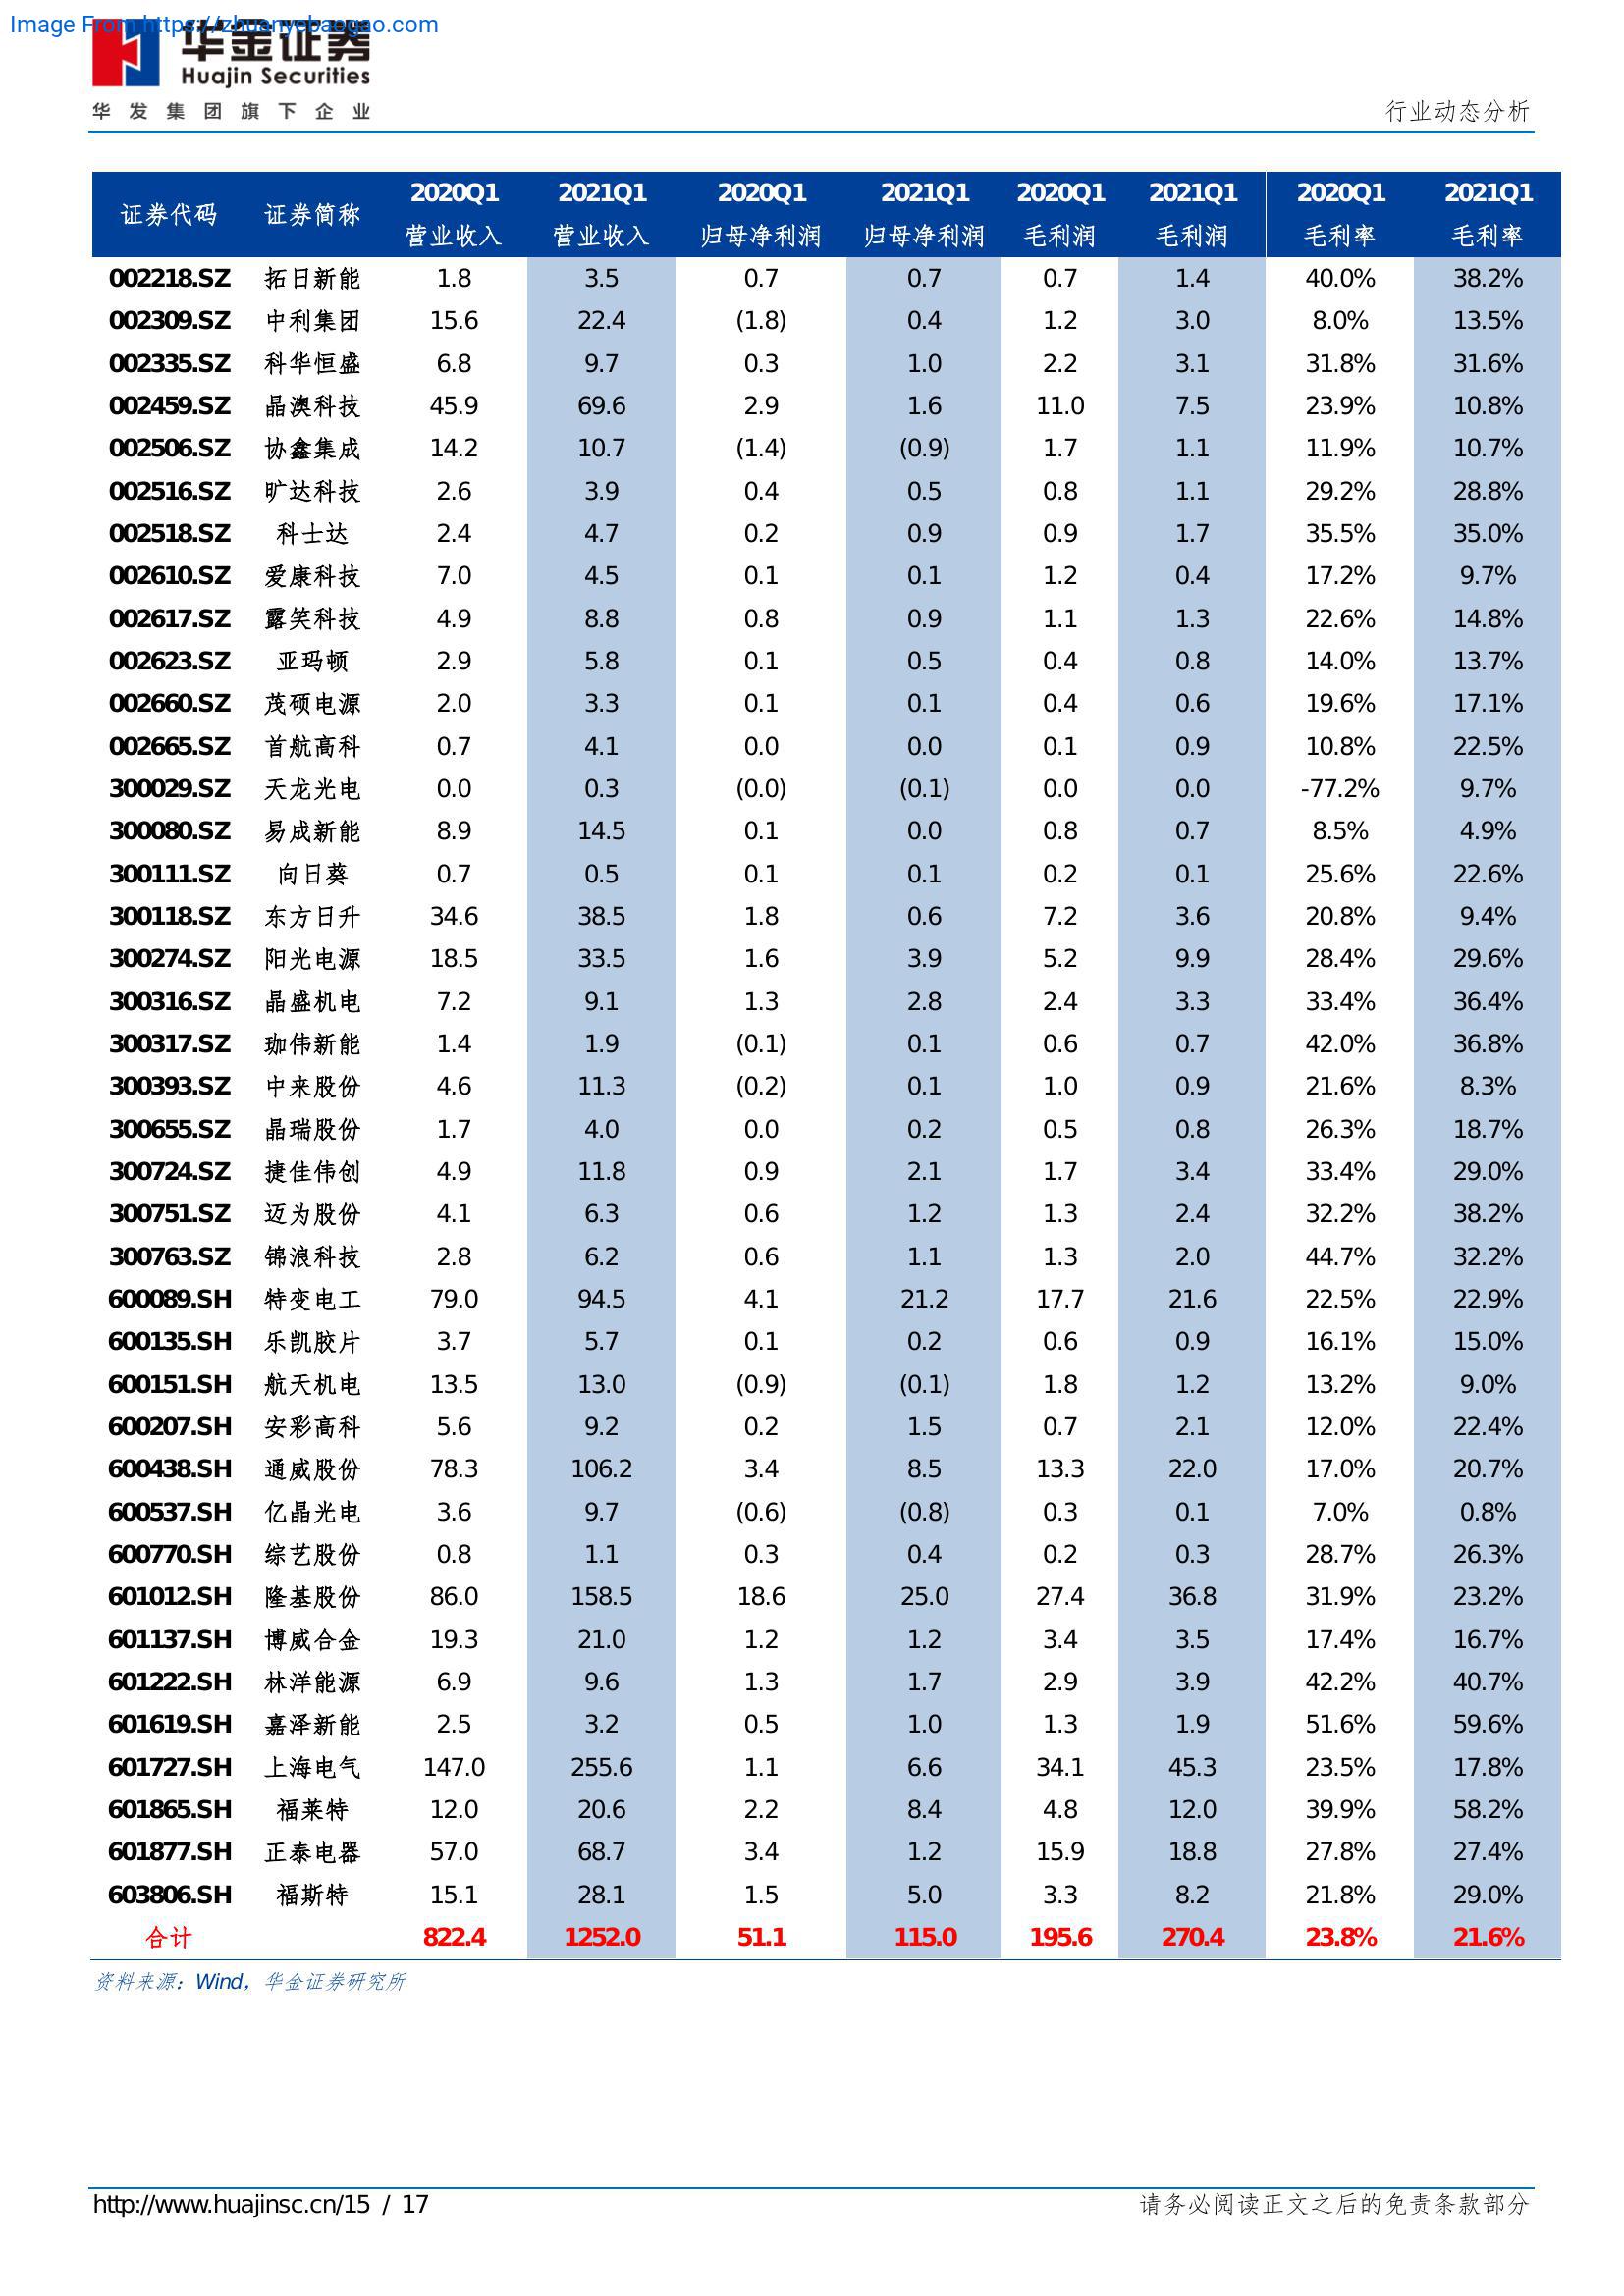 Image From https://zhuanyebaogao.com
华金证券
Huajin Securities
华发集团旗下企业
行业动态分析
证券代码 证券简称 2020Q1 营业收入 2021Q1 营业收入 2020Q1 归母净利润 2021Q1 归母净利润 2020Q1 毛利润 2021Q1 毛利润 2020Q1 毛利率 2021Q1 毛利率
002218.SZ 拓日新能 1.8 3.5 0.7 0.7 0.7 1.4 40.0% 38.2%
002309.SZ 中利集团 15.6 22.4 (1.8) 0.4 1.2 3.0 8.0% 13.5%
002335.SZ 科华恒盛 6.8 9.7 0.3 1.0 2.2 3.1 31.8% 31.6%
002459.SZ 晶澳科技 45.9 69.6 2.9 1.6 11.0 7.5 23.9% 10.8%
002506.SZ 协鑫集成 14.2 10.7 (1.4) (0.9) 1.7 1.1 11.9% 10.7%
002516.SZ 旷达科技 2.6 3.9 0.4 0.5 0.8 1.1 29.2% 28.8%
002518.SZ 科士达 2.4 4.7 0.2 0.9 0.9 1.7 35.5% 35.0%
002610.SZ 爱康科技 7.0 4.5 0.1 0.1 1.2 0.4 17.2% 9.7%
002617.SZ 露笑科技 4.9 8.8 0.8 0.9 1.1 1.3 22.6% 14.8%
002623.SZ 亚玛顿 2.9 5.8 0.1 0.5 0.4 0.8 14.0% 13.7%
002660.SZ 茂硕电源 2.0 3.3 0.1 0.1 0.4 0.6 19.6% 17.1%
002665.SZ 首航高科 0.7 4.1 0.0 0.0 0.1 0.9 10.8% 22.5%
300029.SZ 天龙光电 0.0 0.3 (0.0) (0.1) 0.0 0.0 -77.2% 9.7%
300080.SZ 易成新能 8.9 14.5 0.1 0.0 0.8 0.7 8.5% 4.9%
300111.SZ 向日葵 0.7 0.5 0.1 0.1 0.2 0.1 25.6% 22.6%
300118.SZ 东方日升 34.6 38.5 1.8 0.6 7.2 3.6 20.8% 9.4%
300274.SZ 阳光电源 18.5 33.5 1.6 3.9 5.2 9.9 28.4% 29.6%
300316.SZ 晶盛机电 7.2 9.1 1.3 2.8 2.4 3.3 33.4% 36.4%
300317.SZ 珈伟新能 1.4 1.9 (0.1) 0.1 0.6 0.7 42.0% 36.8%
300393.SZ 中来股份 4.6 11.3 (0.2) 0.1 1.0 0.9 21.6% 8.3%
300655.SZ 晶瑞股份 1.7 4.0 0.0 0.2 0.5 0.8 26.3% 18.7%
300724.SZ 捷佳伟创 4.9 11.8 0.9 2.1 1.7 3.4 33.4% 29.0%
300751.SZ 迈为股份 4.1 6.3 0.6 1.2 1.3 2.4 32.2% 38.2%
300763.SZ 锦浪科技 2.8 6.2 0.6 1.1 1.3 2.0 44.7% 32.2%
600089.SH 特变电工 79.0 94.5 4.1 21.2 17.7 21.6 22.5% 22.9%
600135.SH 乐凯胶片 3.7 5.7 0.1 0.2 0.6 0.9 16.1% 15.0%
600151.SH 航天机电 13.5 13.0 (0.9) (0.1) 1.8 1.2 13.2% 9.0%
600207.SH 安彩高科 5.6 9.2 0.2 1.5 0.7 2.1 12.0% 22.4%
600438.SH 通威股份 78.3 106.2 3.4 8.5 13.3 22.0 17.0% 20.7%
600537.SH 亿晶光电 3.6 9.7 (0.6) (0.8) 0.3 0.1 7.0% 0.8%
600770.SH 综艺股份 0.8 1.1 0.3 0.4 0.2 0.3 28.7% 26.3%
601012.SH 隆基股份 86.0 158.5 18.6 25.0 27.4 36.8 31.9% 23.2%
601137.SH 博威合金 19.3 21.0 1.2 1.2 3.4 3.5 17.4% 16.7%
601222.SH 林洋能源 6.9 9.6 1.3 1.7 2.9 3.9 42.2% 40.7%
601619.SH 嘉泽新能 2.5 3.2 0.5 1.0 1.3 1.9 51.6% 59.6%
601727.SH 上海电气 147.0 255.6 1.1 6.6 34.1 45.3 23.5% 17.8%
601865.SH 福莱特 12.0 20.6 2.2 8.4 4.8 12.0 39.9% 58.2%
601877.SH 正泰电器 57.0 68.7 3.4 1.2 15.9 18.8 27.8% 27.4%
603806.SH 福斯特 15.1 28.1 1.5 5.0 3.3 8.2 21.8% 29.0%
合计 822.4 1252.0 51.1 115.0 195.6 270.4 23.8% 21.6%
资料来源：Wind，华金证券研究所
http://www.huajinsc.cn/15 / 17
请务必阅读正文之后的免责条款部分